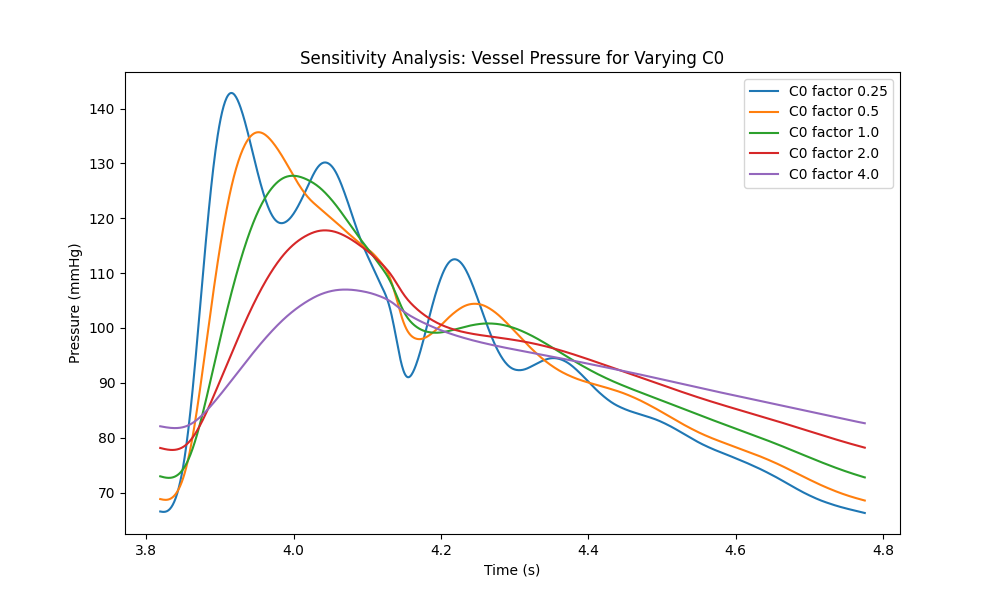 Sensitivity Analysis: Vessel Pressure for Varying C0
C0 factor 0.25
C0 factor 0.5
C0 factor 1.0
C0 factor 2.0
C0 factor 4.0
Pressure (mmHg)
140
130
120
110
100
90
80
70
3.8 4.0 4.2 4.4 4.6 4.8
Time (s)